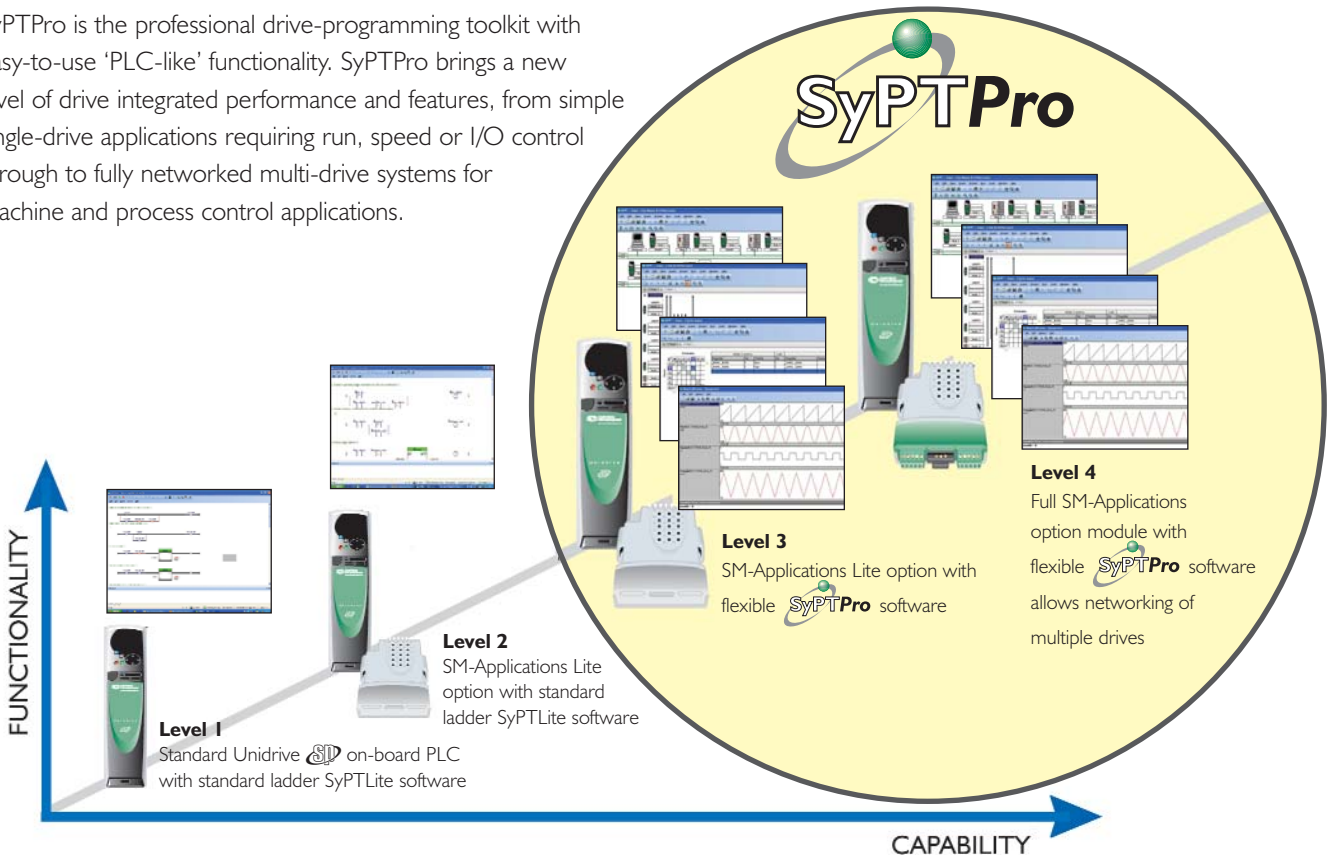 yPTPro is the professional drive-programming toolkit with
asy-to-use 'PLC-like' functionality. SyPTPro brings a new
vel of drive integrated performance and features, from simple
ngle-drive applications requiring run, speed or I/O control
rough to fully networked multi-drive systems for
achine and process control applications.
SyPTPro
Level 4
Full SM-Applications
option module with
flexible SyPTPro software
allows networking of
multiple drives
Level 3
SM-Applications Lite option with
flexible SyPTPro software
Level 2
SM-Applications Lite
option with standard
ladder SyPTLite software
Level 1
Standard Unidrive SP on-board PLC
with standard ladder SyPTLite software
FUNCTIONALITY
CAPABILITY